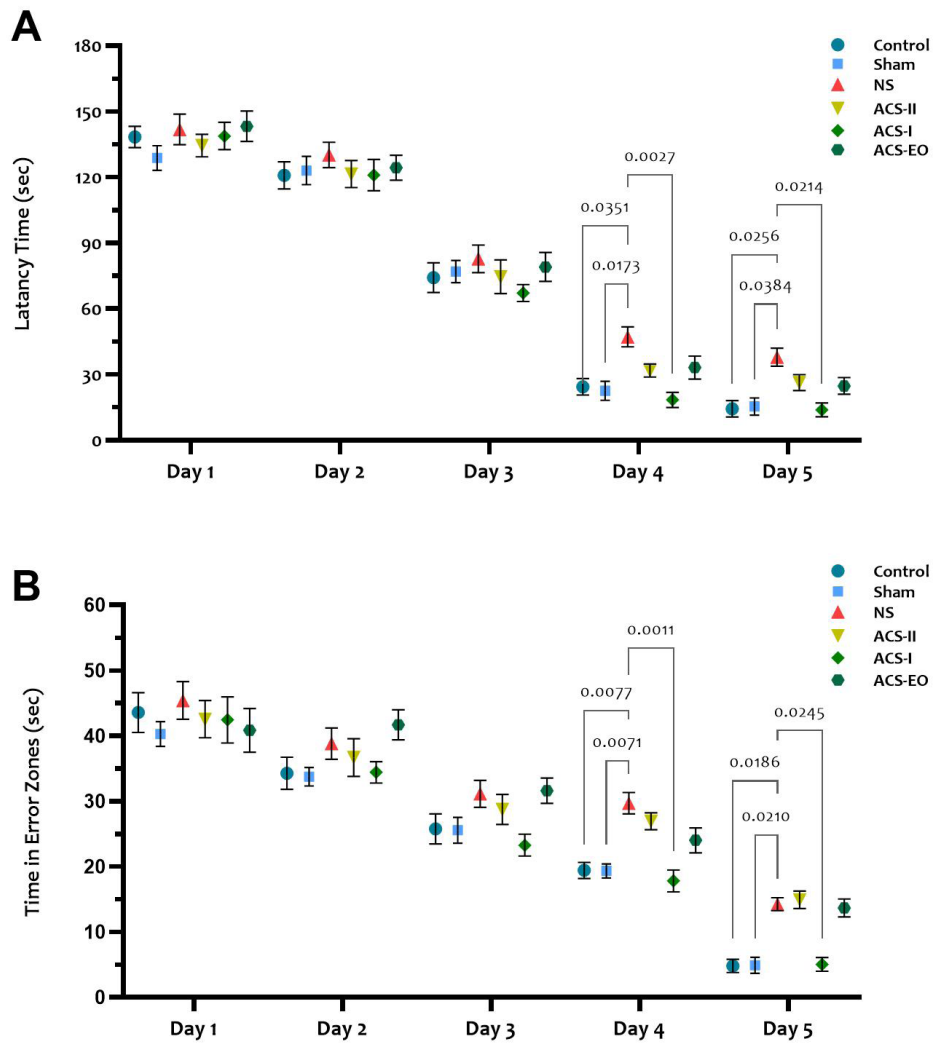 A
180
150
120
90
60
30
0
Latancy Time (sec)
Control
Sham
NS
ACS-II
ACS-I
ACS-EO
0.0027
0.0351
0.0173
0.0214
0.0256
0.0384
Day 1
Day 2
Day 3
Day 4
Day 5
B
60
50
40
30
20
10
0
Time in Error Zones (sec)
Control
Sham
NS
ACS-II
ACS-I
ACS-EO
0.0011
0.0077
0.0071
0.0245
0.0186
0.0210
Day 1
Day 2
Day 3
Day 4
Day 5